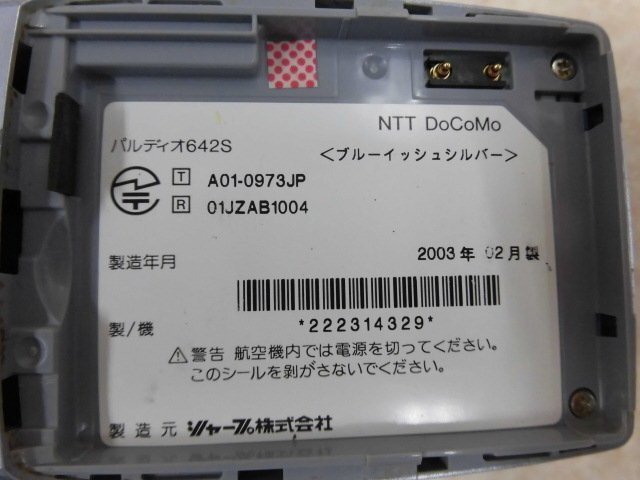 NTT DoCoMo
パルディオ642S
＜ブルーイッシュシルバー＞
T A01-0973JP
R 01JZAB1004
製造年月 2003年 02月 製
製/機 *222314329*
⚠警告 航空機内では電源を切ってください。
このシールを剥がさないでください。
製造元 シャープ株式会社